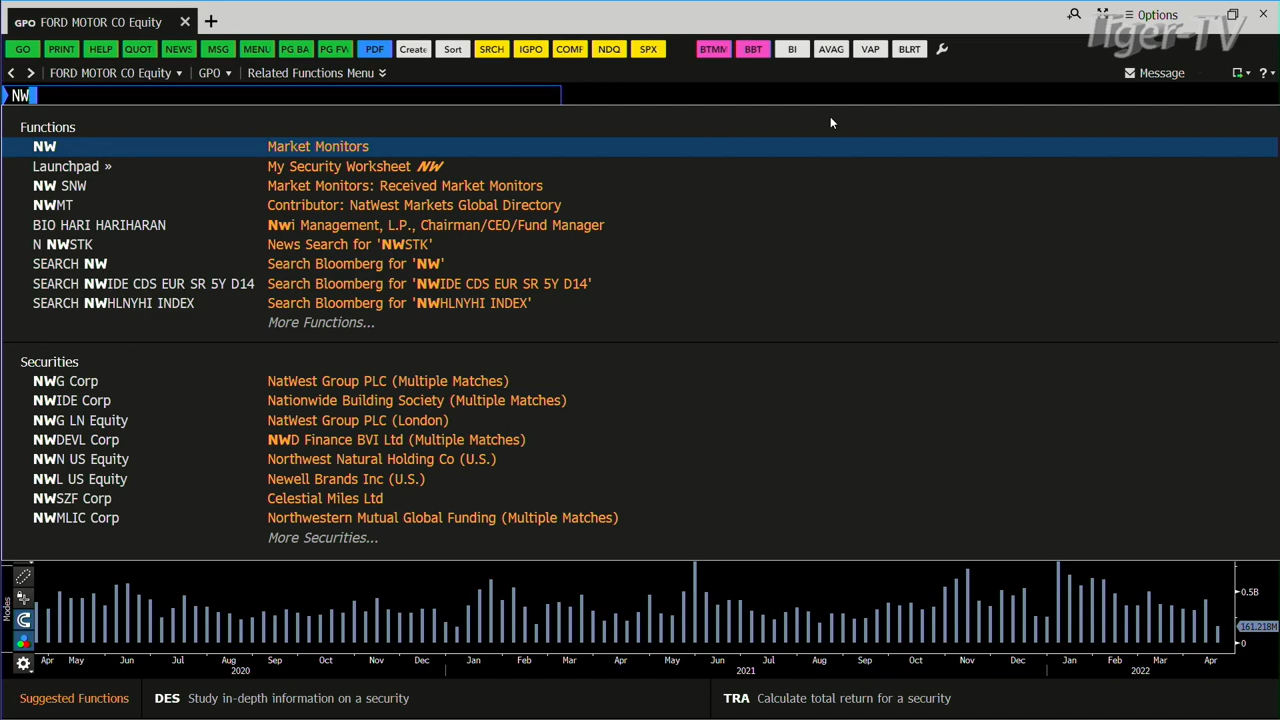 GPO FORD MOTOR CO Equity
Options
Tiger-TV
GO PRINT HELP QUOT NEWS MSG MENU PG BA PG FW PDF Create Sort SRCH IGPO COMP NDQ SPX BTMM BBT BI AVAG VAP BLRT
FORD MOTOR CO Equity GPO Related Functions Menu Message ?
NW
Functions
NW Market Monitors
Launchpad » My Security Worksheet NW
NW SNW Market Monitors: Received Market Monitors
NWMT Contributor: NatWest Markets Global Directory
BIO HARI HARIHARAN Nwi Management, L.P., Chairman/CEO/Fund Manager
N NWSTK News Search for 'NWSTK'
SEARCH NW Search Bloomberg for 'NW'
SEARCH NWIDE CDS EUR SR 5Y D14 Search Bloomberg for 'NWIDE CDS EUR SR 5Y D14'
SEARCH NWHLNYHI INDEX Search Bloomberg for 'NWHLNYHI INDEX'
More Functions...
Securities
NWG Corp NatWest Group PLC (Multiple Matches)
NWIDE Corp Nationwide Building Society (Multiple Matches)
NWG LN Equity NatWest Group PLC (London)
NWDEVL Corp NWD Finance BVI Ltd (Multiple Matches)
NWN US Equity Northwest Natural Holding Co (U.S.)
NWL US Equity Newell Brands Inc (U.S.)
NWSZF Corp Celestial Miles Ltd
NWMLIC Corp Northwestern Mutual Global Funding (Multiple Matches)
More Securities...
Modes
0.5B
161.218M
0
Apr May Jun Jul Aug Sep Oct Nov Dec Jan Feb Mar Apr May Jun Jul Aug Sep Oct Nov Dec Jan Feb Mar Apr
2020 2021 2022
Suggested Functions DES Study in-depth information on a security TRA Calculate total return for a security